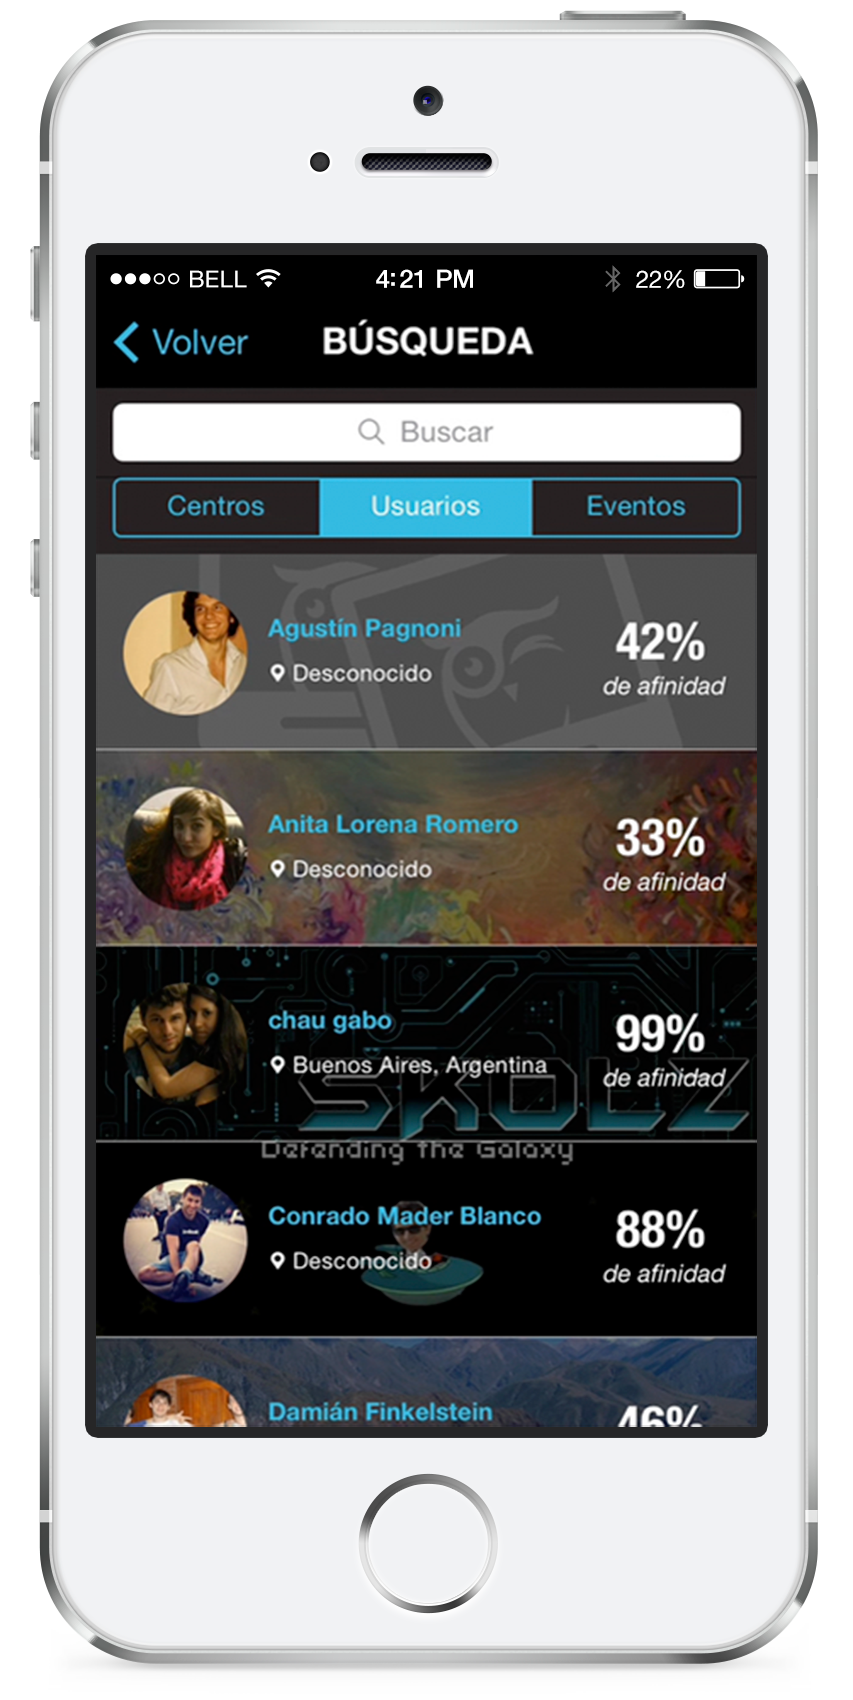 BELL 4:21 PM 22%
Volver BÚSQUEDA
Buscar
Centros Usuarios Eventos
Agustín Pagnoni
Desconocido
42%
de afinidad
Anita Lorena Romero
Desconocido
33%
de afinidad
chau gabo
Buenos Aires, Argentina
99%
de afinidad
SKOLZ
Defending the Galaxy
Conrado Mader Blanco
Desconocido
88%
de afinidad
Damián Finkelstein
46%